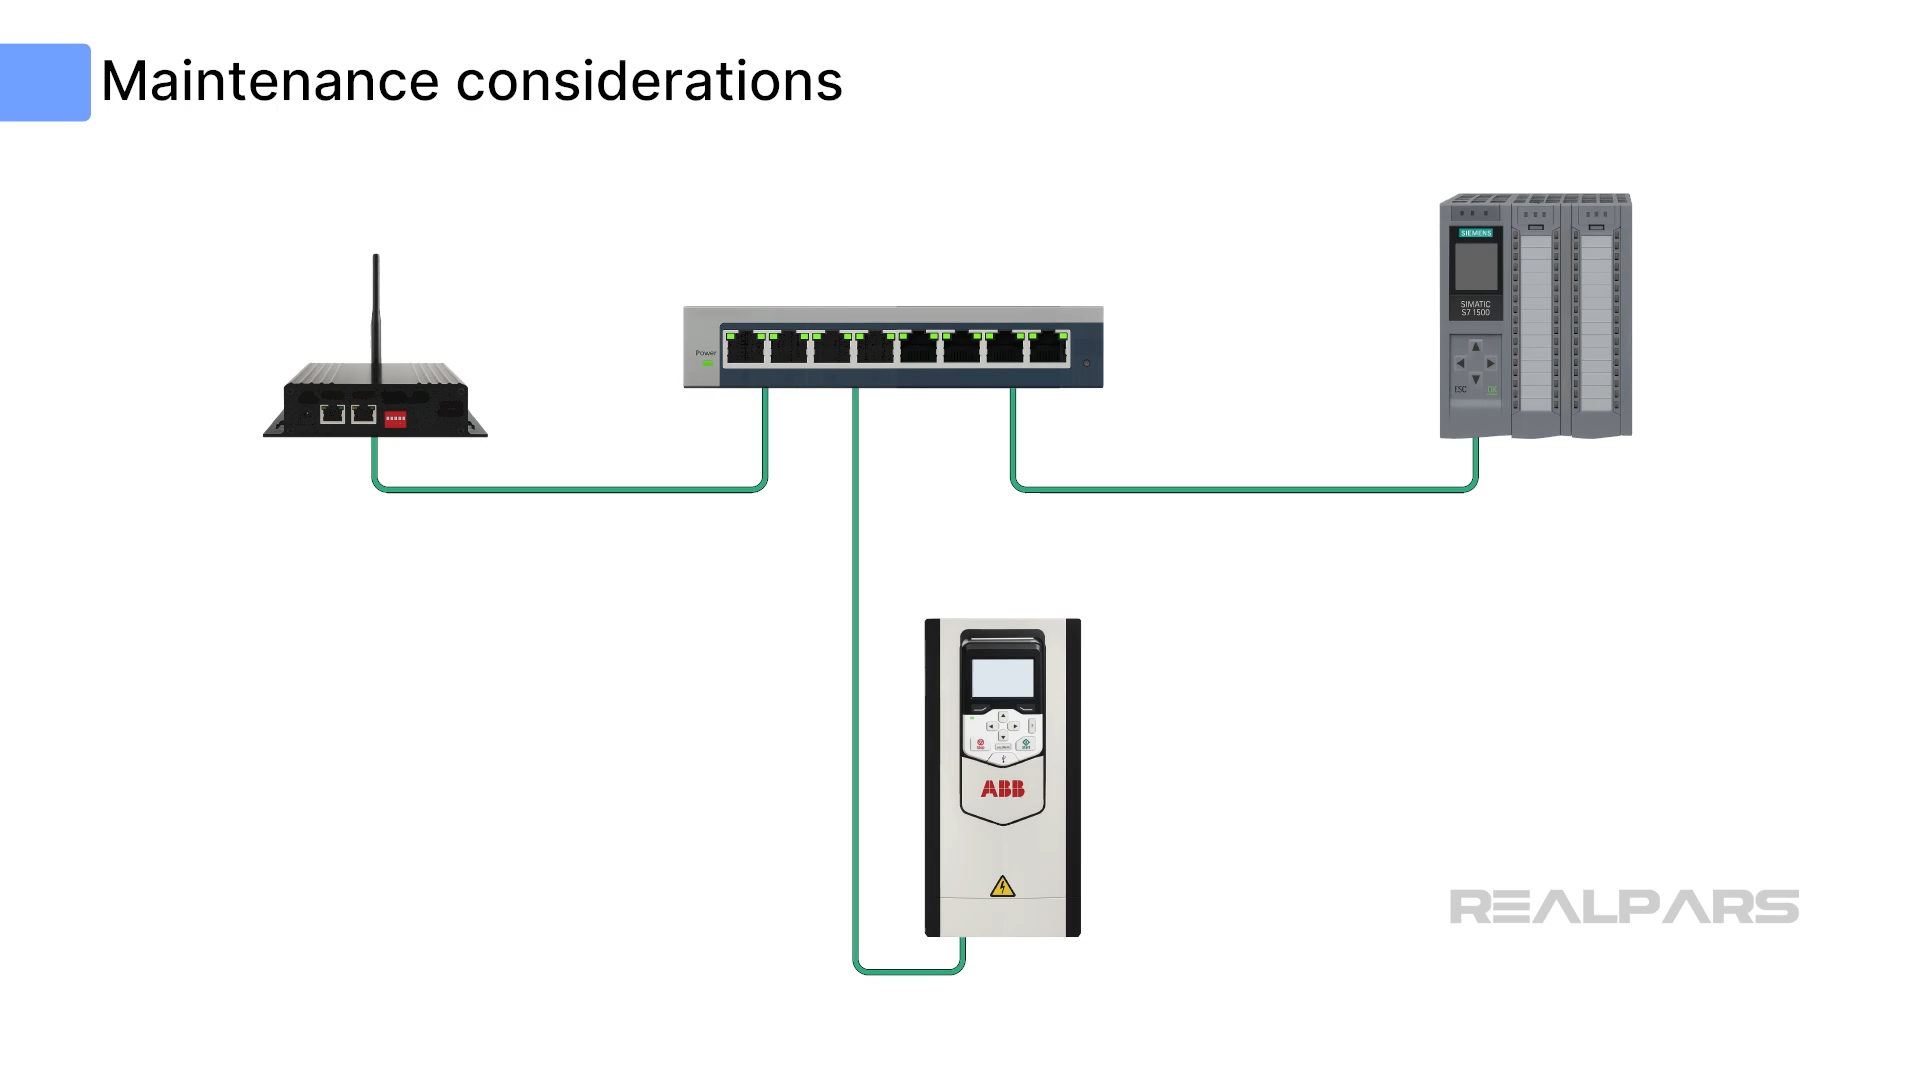 Maintenance considerations
SIEMENS
SIMATIC
S7 1500
Power
ESC
OK
ABB
REALPARS